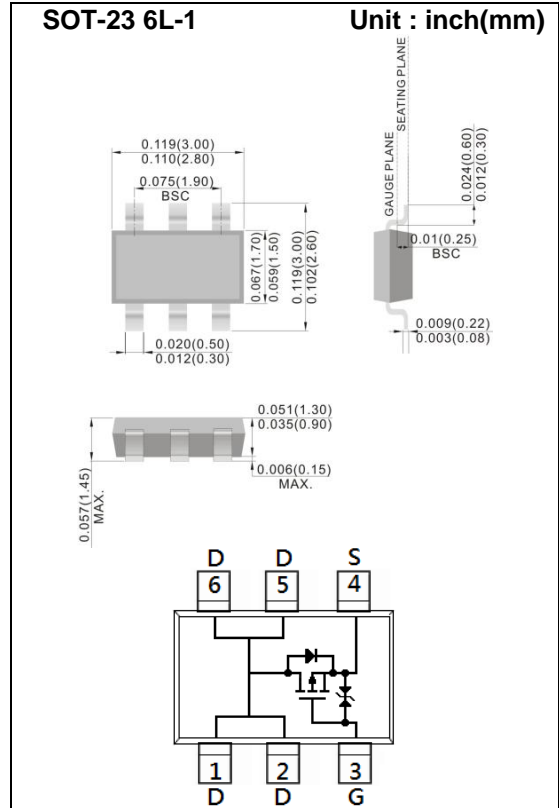 SOT-23 6L-1 Unit : inch(mm)
SEATING PLANE
GAUGE PLANE
0.119(3.00)
0.110(2.80)
0.075(1.90)
BSC
0.024(0.60)
0.012(0.30)
0.067(1.70)
0.059(1.50)
0.119(3.00)
0.102(2.60)
0.01(0.25)
BSC
0.020(0.50)
0.012(0.30)
0.009(0.22)
0.003(0.08)
0.051(1.30)
0.035(0.90)
0.006(0.15)
MAX.
0.057(1.45)
MAX.
D D S
6 5 4
1 2 3
D D G